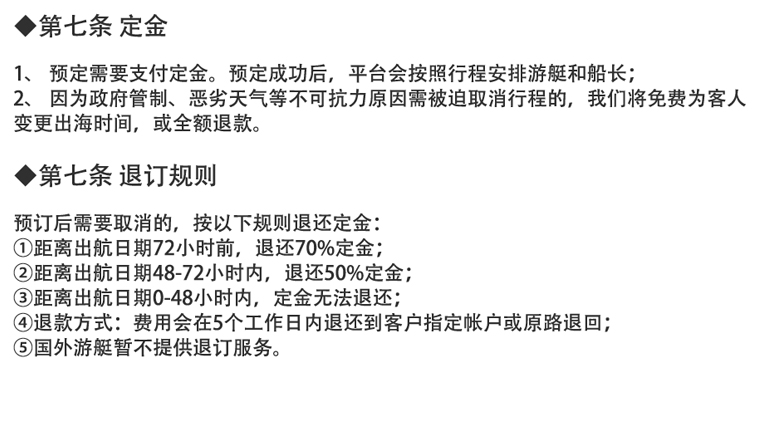 ◆第七条 定金
1、 预定需要支付定金。预定成功后，平台会按照行程安排游艇和船长；
2、 因为政府管制、恶劣天气等不可抗力原因需被迫取消行程的，我们将免费为客人
变更出海时间，或全额退款。
◆第七条 退订规则
预订后需要取消的，按以下规则退还定金：
①距离出航日期72小时前，退还70%定金；
②距离出航日期48-72小时内，退还50%定金；
③距离出航日期0-48小时内，定金无法退还；
④退款方式：费用会在5个工作日内退还到客户指定帐户或原路退回；
⑤国外游艇暂不提供退订服务。